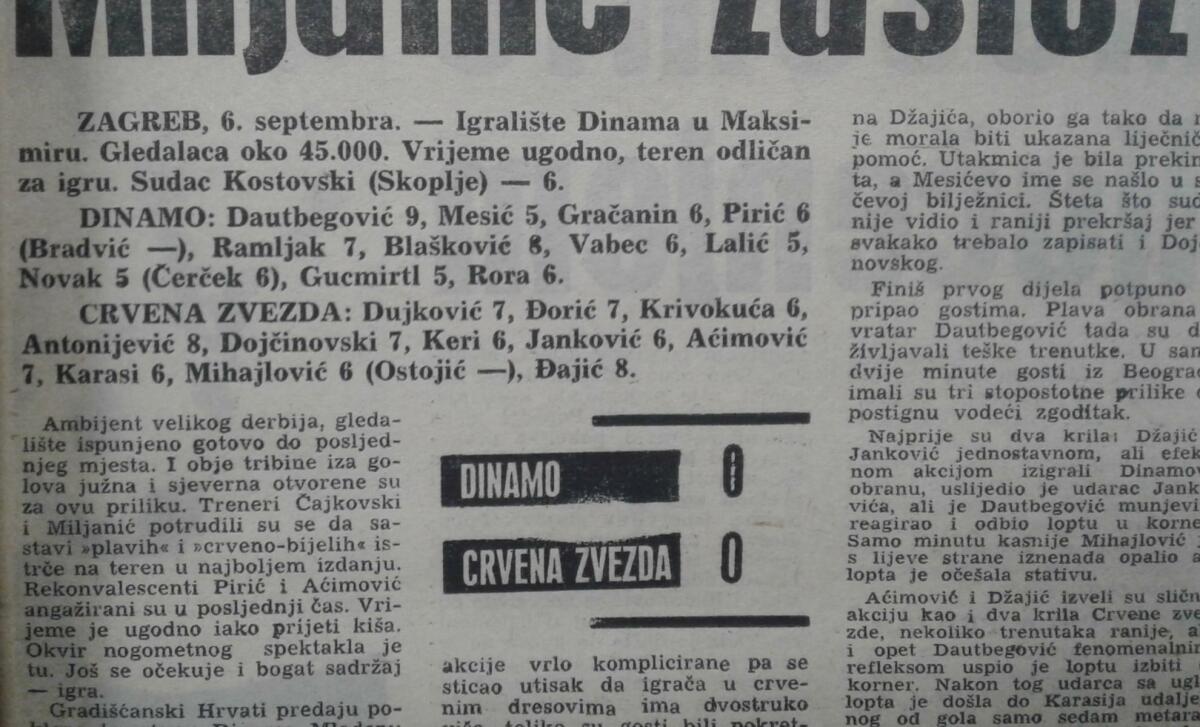 Miljanić
ZAGREB, 6. septembra. — Igralište Dinama u Maksi-
miru. Gledalaca oko 45.000. Vrijeme ugodno, teren odličan
za igru. Sudac Kostovski (Skoplje) — 6.
DINAMO: Dautbegović 9, Mesić 5, Gračanin 6, Pirić 6
(Bradvić —), Ramljak 7, Blašković 8, Vabec 6, Lalić 5,
Novak 5 (Čerček 6), Gucmirtl 5, Rora 6.
CRVENA ZVEZDA: Dujković 7, Đorić 7, Krivokuća 6,
Antonijević 8, Dojčinovski 7, Keri 6, Janković 6, Aćimović
7, Karasi 6, Mihajlović 6 (Ostojić —), Đajić 8.
Ambijent velikog derbija, gleda-
lište ispunjeno gotovo do posljed-
njeg mjesta. I obje tribine iza go-
lova južna i sjeverna otvorene su
za ovu priliku. Treneri Čajkovski
i Miljanić potrudili su se da sa-
stavi »plavih« i »crveno-bijelih« is-
trče na teren u najboljem izdanju.
Rekonvalescenti Pirić i Aćimović
angažirani su u posljednji čas. Vri-
jeme je ugodno iako prijeti kiša.
Okvir nogometnog spektakla je
tu. Još se očekuje i bogat sadržaj
— igra.
Gradišćanski Hrvati predaju po-
DINAMO 0
CRVENA ZVEZDA 0
akcije vrlo komplicirane pa se
sticao utisak da igrača u crve-
nim dresovima ima dvostruko
na Džajića, oborio ga tako da
je morala biti ukazana liječnič
pomoć. Utakmica je bila prekin
ta, a Mesićevo ime se našlo u s
čevoj bilježnici. Šteta što sud
nije vidio i raniji prekršaj jer
svakako trebalo zapisati i Doj
novskog.
Finiš prvog dijela potpuno
pripao gostima. Plava obrana
vratar Dautbegović tada su d
življavali teške trenutke. U sam
dvije minute gosti iz Beograd
imali su tri stopostotne prilike
postignu vodeći zgoditak.
Najprije su dva krila: Džajić
Janković jednostavnom, ali efek
nom akcijom izigrali Dinamov
obranu, uslijedio je udarac Jank
vića, ali je Dautbegović munjevi
reagirao i odbio loptu u korne
Samo minutu kasnije Mihajlović
s lijeve strane iznenada opalio a
lopta je očešala stativu.
Aćimović i Džajić izveli su sličn
akciju kao i dva krila Crvene zve
zde, nekoliko trenutaka ranije, a
i opet Dautbegović fenomenalnim
refleksom uspio je loptu izbiti
korner. Nakon tog udarca sa ugl
lopta je došla do Karasija udalje
nog od gola samo sedam metara